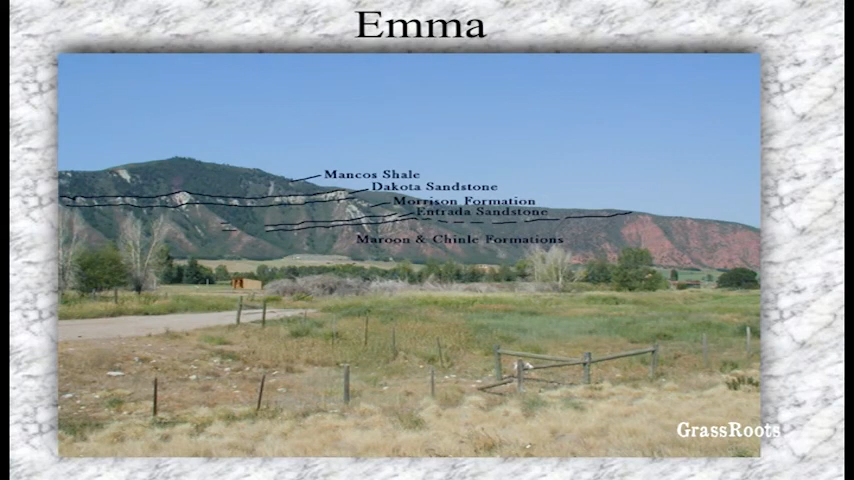 Emma
Mancos Shale
Dakota Sandstone
Morrison Formation
Entrada Sandstone
Maroon & Chinle Formations
GrassRoots